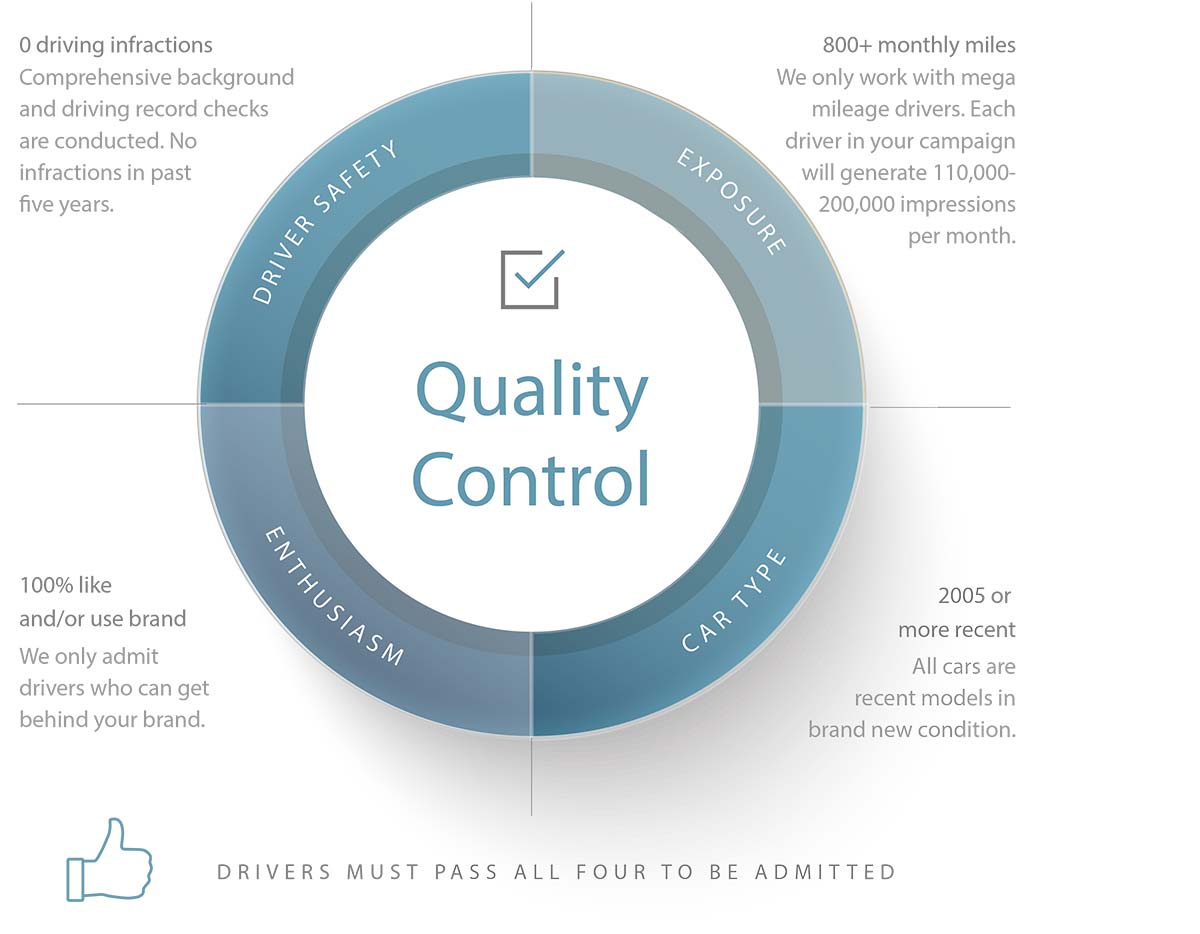 0 driving infractions
Comprehensive background
and driving record checks
are conducted. No
infractions in past
five years.
DRIVER SAFETY
800+ monthly miles
We only work with mega
mileage drivers. Each
driver in your campaign
will generate 110,000-
200,000 impressions
per month.
EXPOSURE
Quality
Control
100% like
and/or use brand
We only admit
drivers who can get
behind your brand.
ENTHUSIASM
2005 or
more recent
All cars are
recent models in
brand new condition.
CAR TYPE
DRIVERS MUST PASS ALL FOUR TO BE ADMITTED